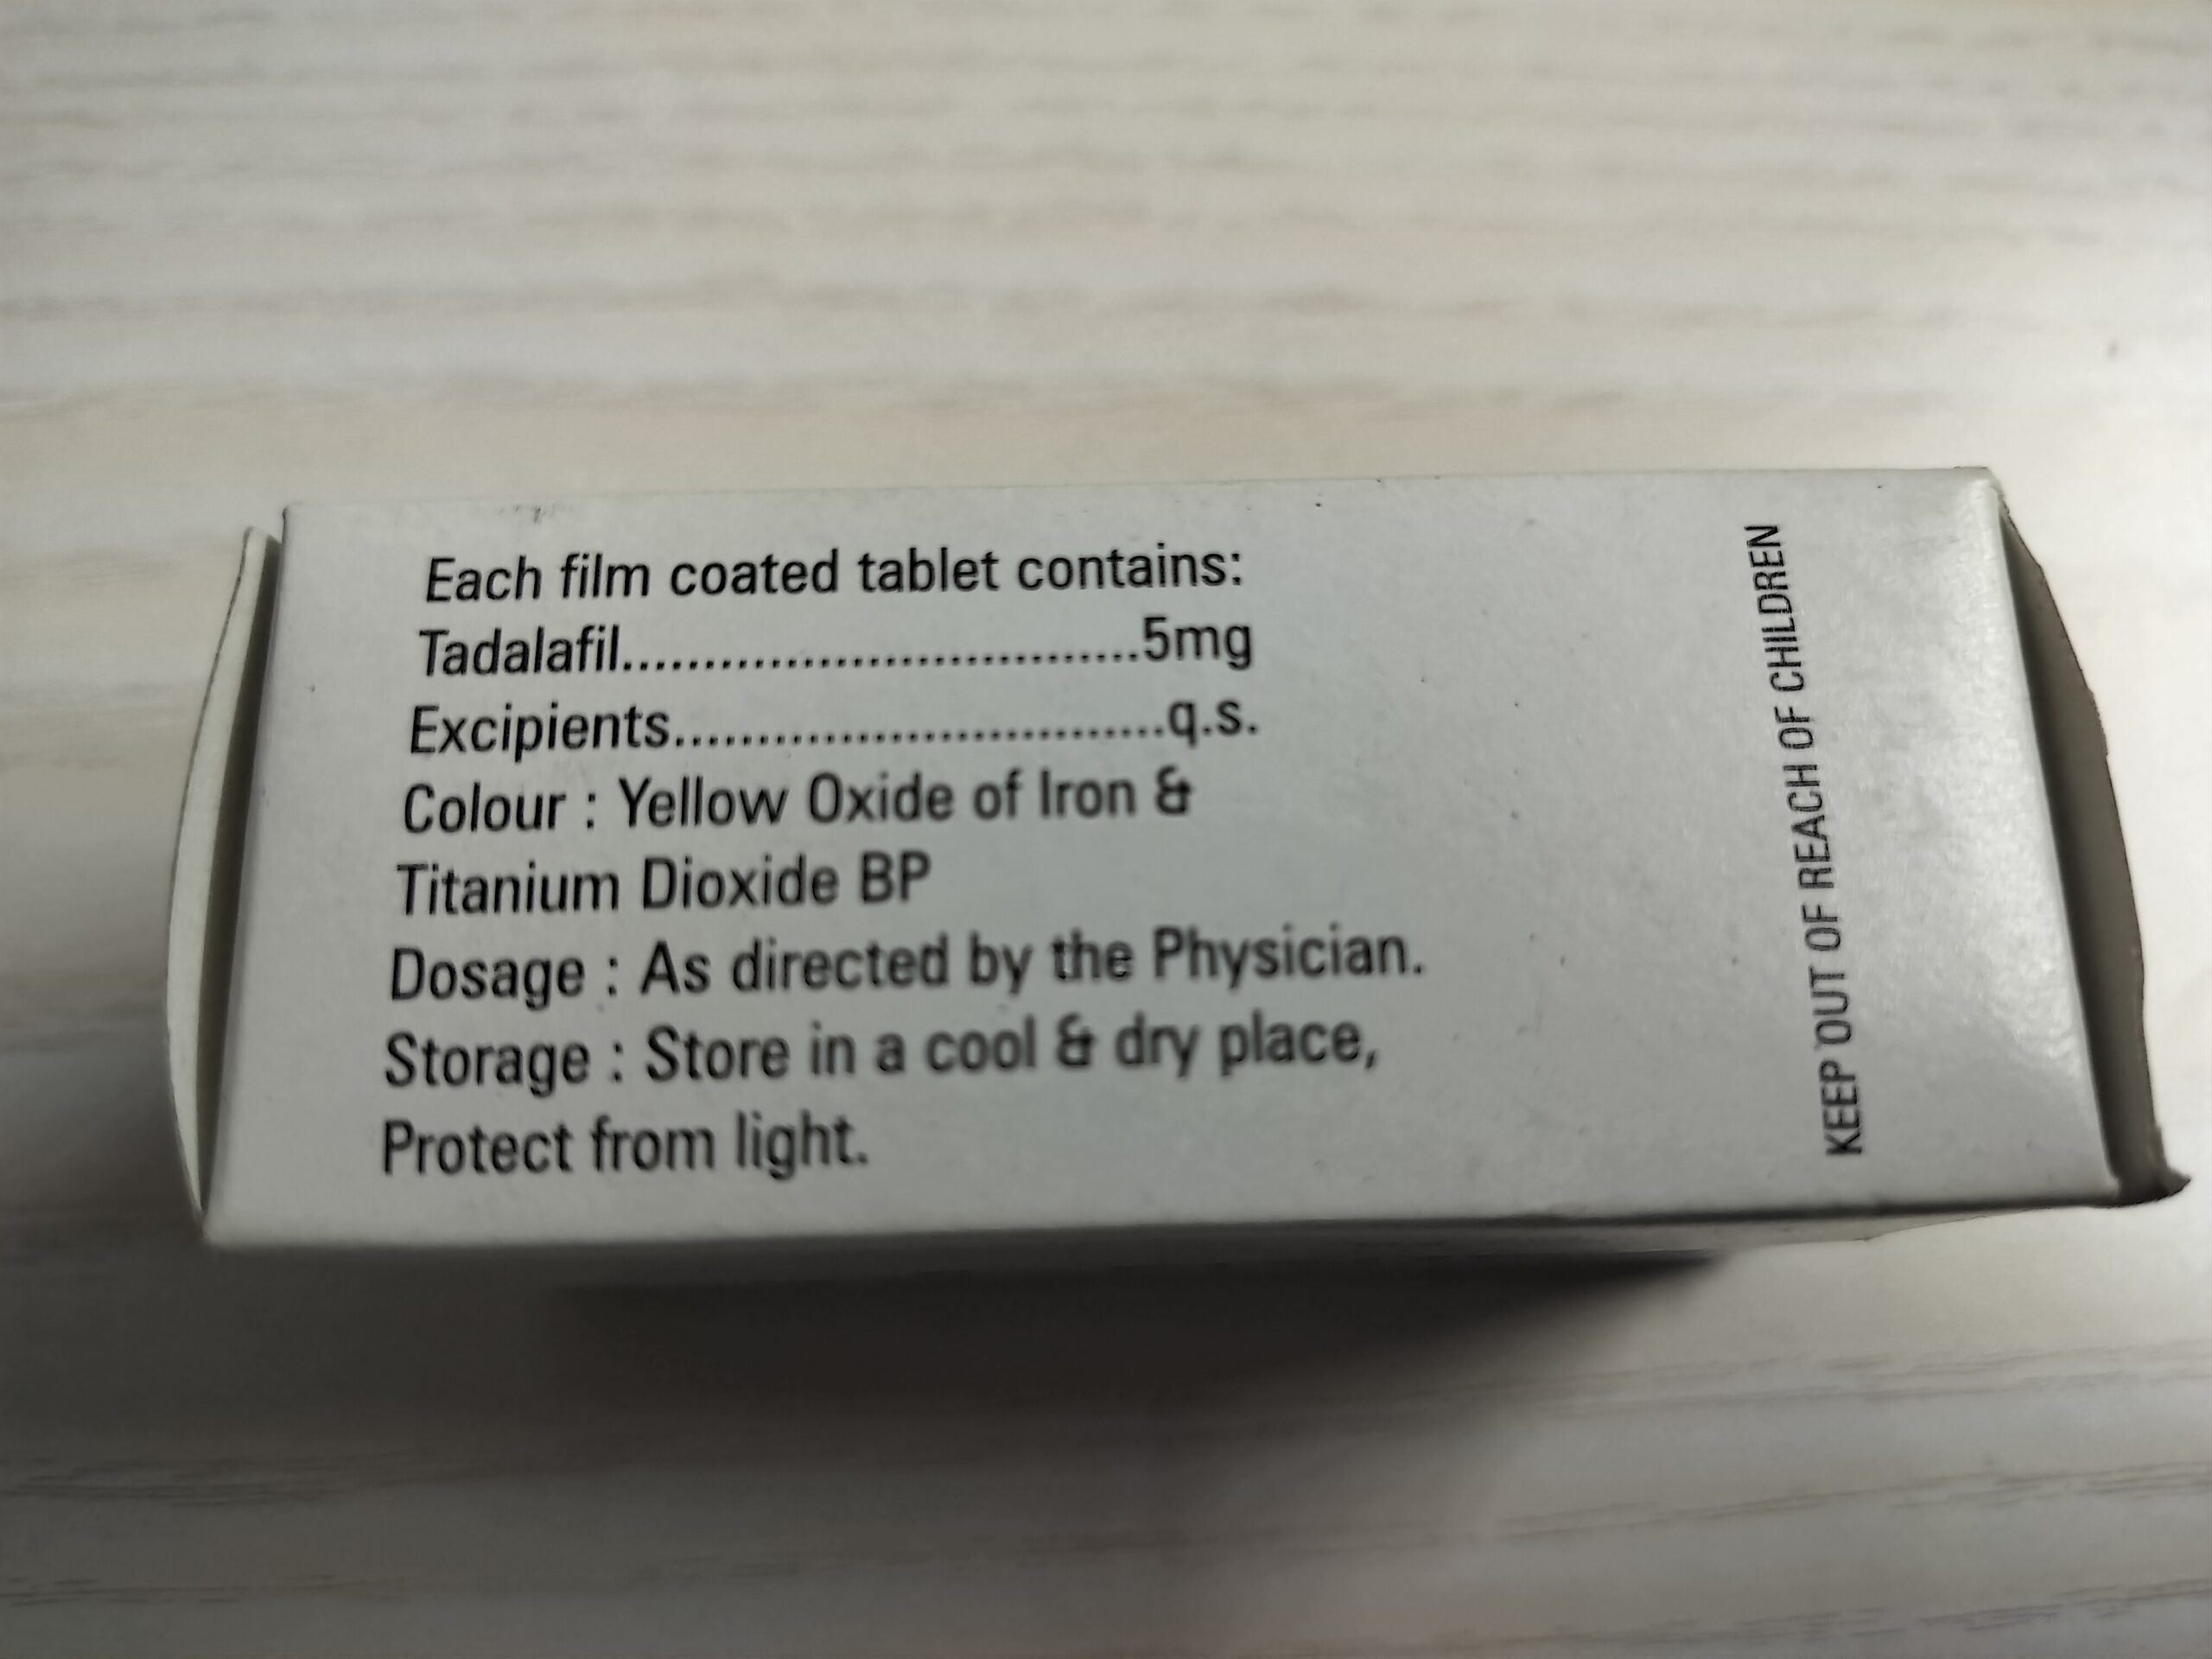 Each film coated tablet contains:
Tadalafil................................5mg
Excipients..............................q.s.
Colour : Yellow Oxide of Iron &
Titanium Dioxide BP
Dosage : As directed by the Physician.
Storage : Store in a cool & dry place,
Protect from light.
KEEP OUT OF REACH OF CHILDREN